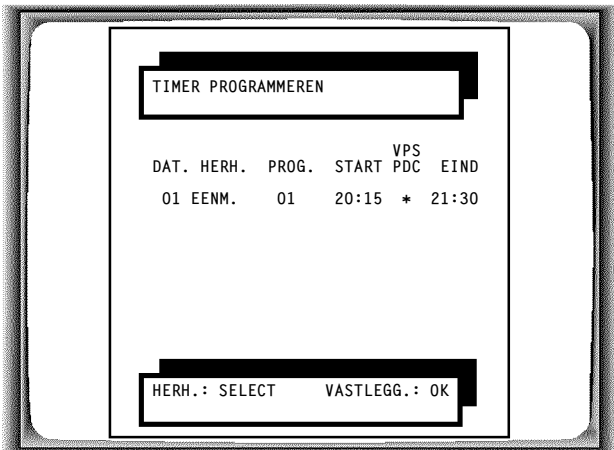 TIMER PROGRAMMEREN
VPS
DAT. HERH. PROG. START PDC EIND
01 EENM. 01 20:15 * 21:30
HERH.: SELECT VASTLEGG.: OK